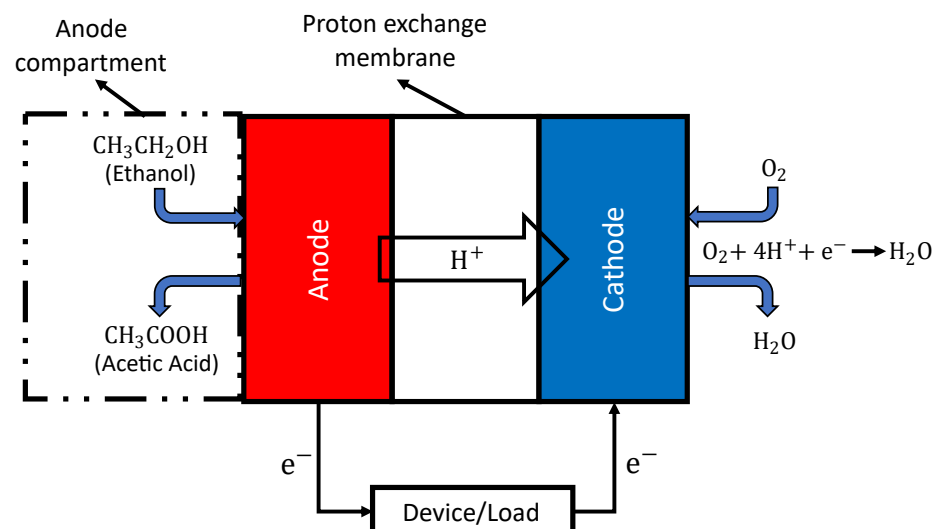 Anode
compartment
Proton exchange
membrane
CH₃CH₂OH
(Ethanol)
CH₃COOH
(Acetic Acid)
Anode
H⁺
Cathode
O₂
O₂ + 4H⁺ + e⁻ → H₂O
H₂O
e⁻
e⁻
Device/Load